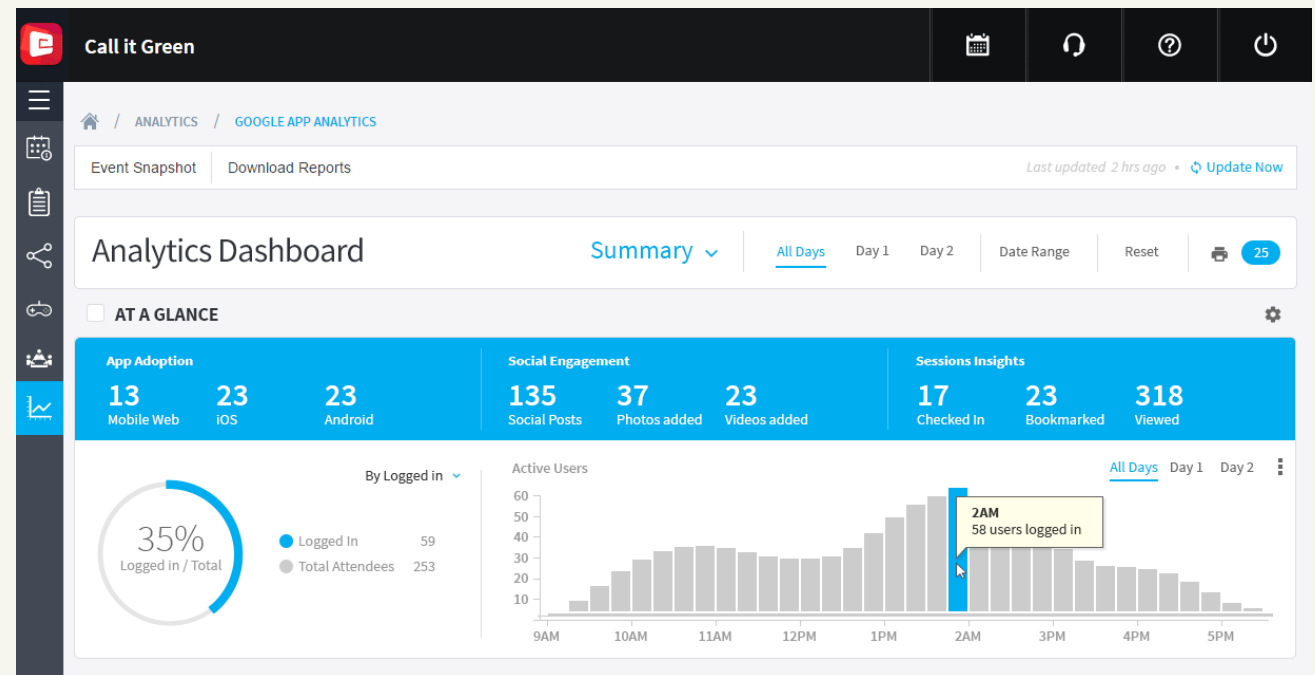 Call it Green
/ ANALYTICS / GOOGLE APP ANALYTICS
Event Snapshot Download Reports Last updated 2 hrs ago • Update Now
Analytics Dashboard Summary All Days Day 1 Day 2 Date Range Reset 25
AT A GLANCE
App Adoption Social Engagement Sessions Insights
13 23 23 135 37 23 17 23 318
Mobile Web iOS Android Social Posts Photos added Videos added Checked In Bookmarked Viewed
By Logged in Active Users All Days Day 1 Day 2
35%
Logged in / Total
Logged In 59
Total Attendees 253
60
50
40
30
20
10
2AM
58 users logged in
9AM 10AM 11AM 12PM 1PM 2AM 3PM 4PM 5PM